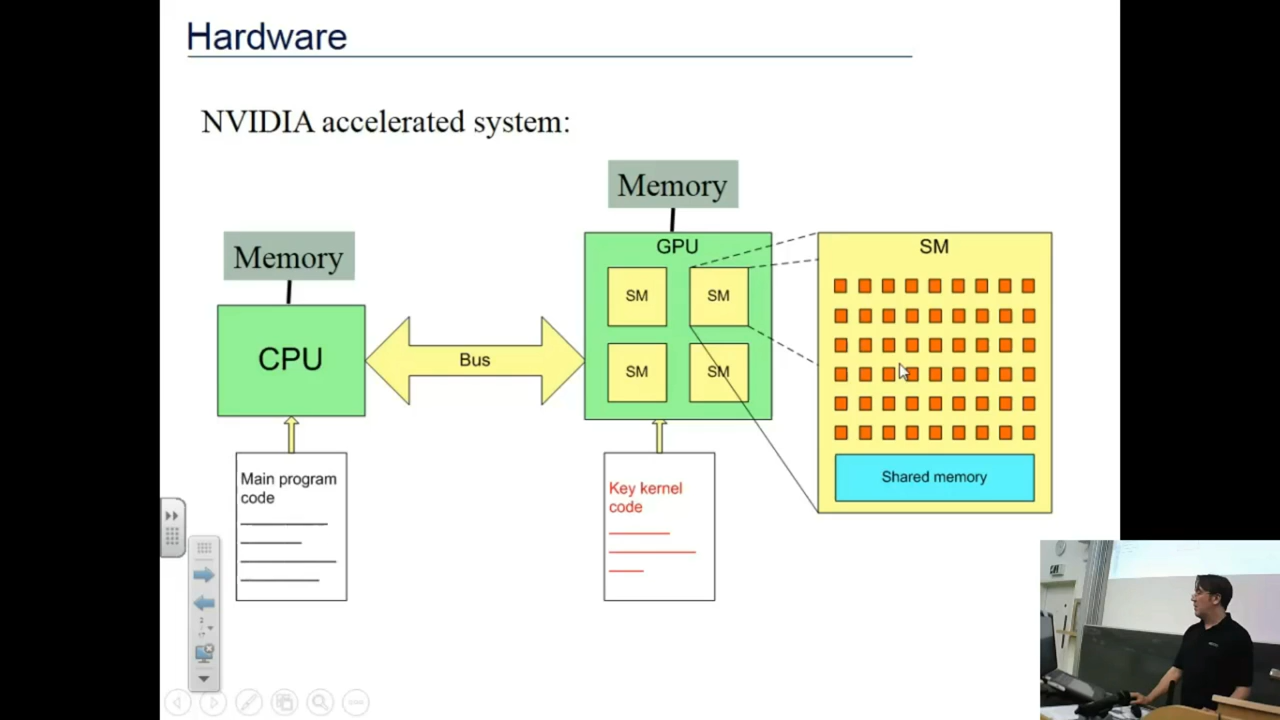 Hardware
NVIDIA accelerated system:
Memory
Memory
CPU
Bus
GPU
SM
SM
SM
SM
SM
Shared memory
Main program
code
Key kernel
code